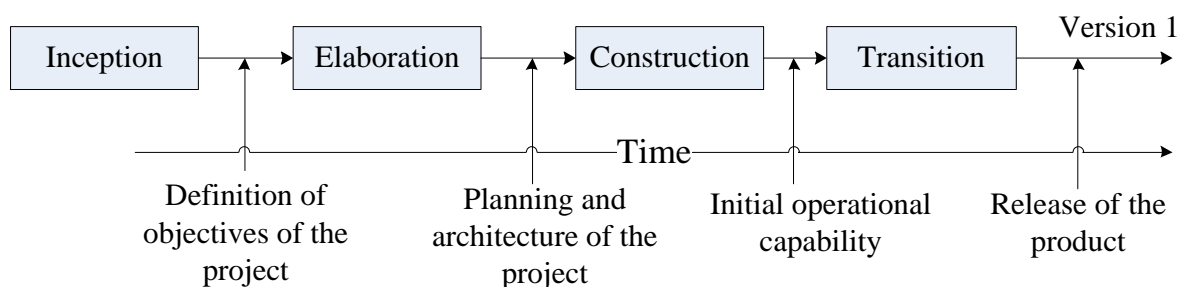 Version 1
Inception
Elaboration
Construction
Transition
Time
Definition of
objectives of the
project
Planning and
architecture of the
project
Initial operational
capability
Release of the
product